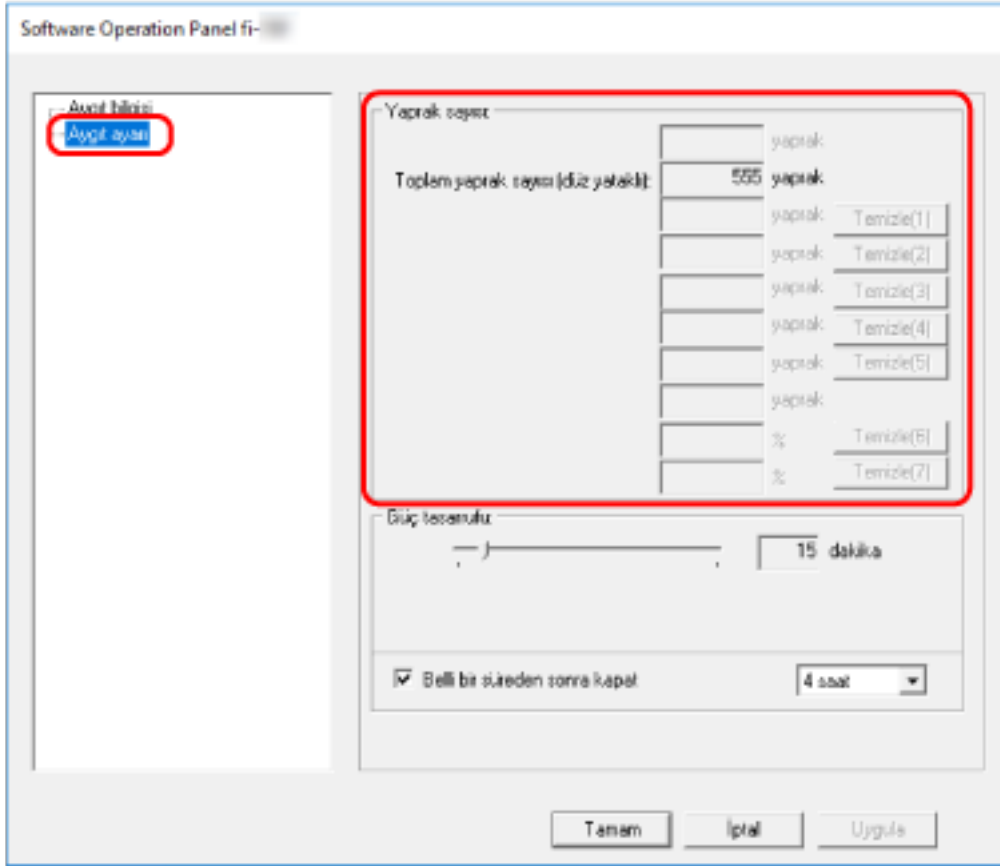 Software Operation Panel fi-
Aygıt bilgisi
Aygıt ayarı
Yaprak sayısı:
yaprak
Toplam yaprak sayısı (düz yataklı): 555 yaprak
yaprak Temizle(1)
yaprak Temizle(2)
yaprak Temizle(3)
yaprak Temizle(4)
yaprak Temizle(5)
yaprak
% Temizle(6)
% Temizle(7)
Güç tasarrufu:
15 dakika
Belli bir süreden sonra kapat 4 saat
Tamam İptal Uygula